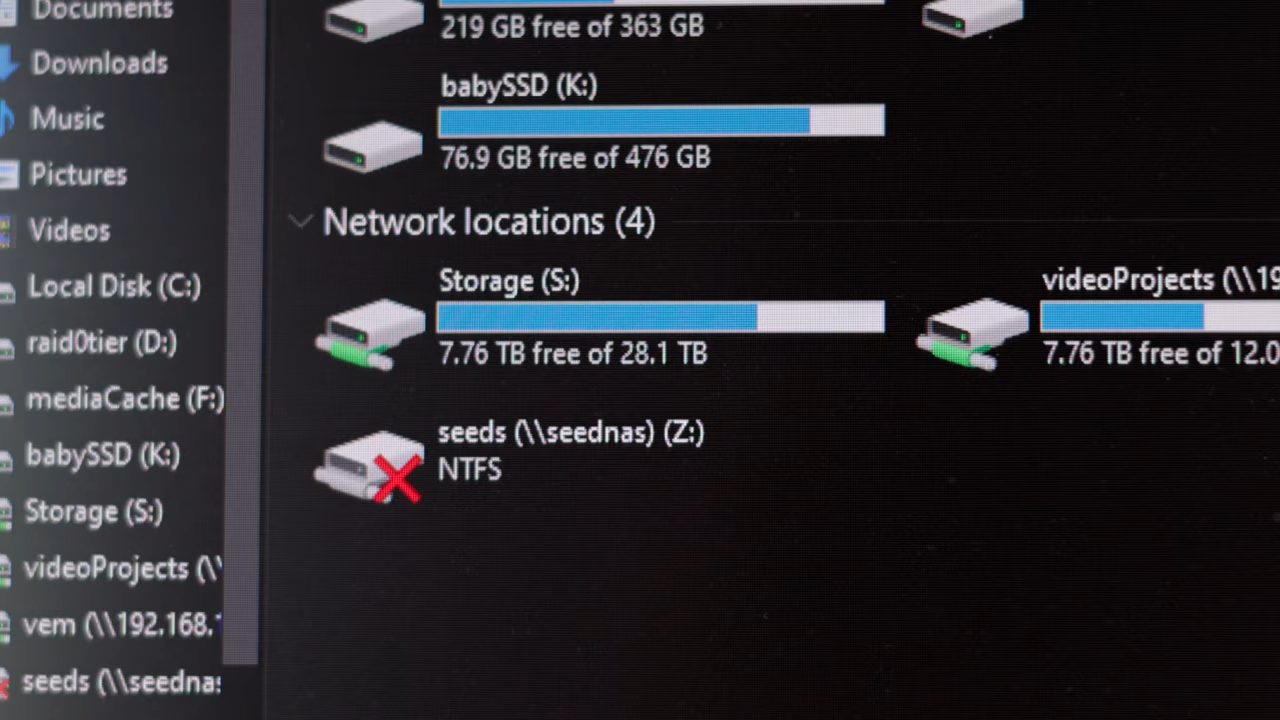 Documents
Downloads
Music
Pictures
Videos
Local Disk (C:)
raid0tier (D:)
mediaCache (F:)
babySSD (K:)
Storage (S:)
videoProjects (\\
vem (\\192.168.
seeds (\\seednas
219 GB free of 363 GB
babySSD (K:)
76.9 GB free of 476 GB
Network locations (4)
Storage (S:)
7.76 TB free of 28.1 TB
videoProjects (\\19
7.76 TB free of 12.0
seeds (\\seednas) (Z:)
NTFS